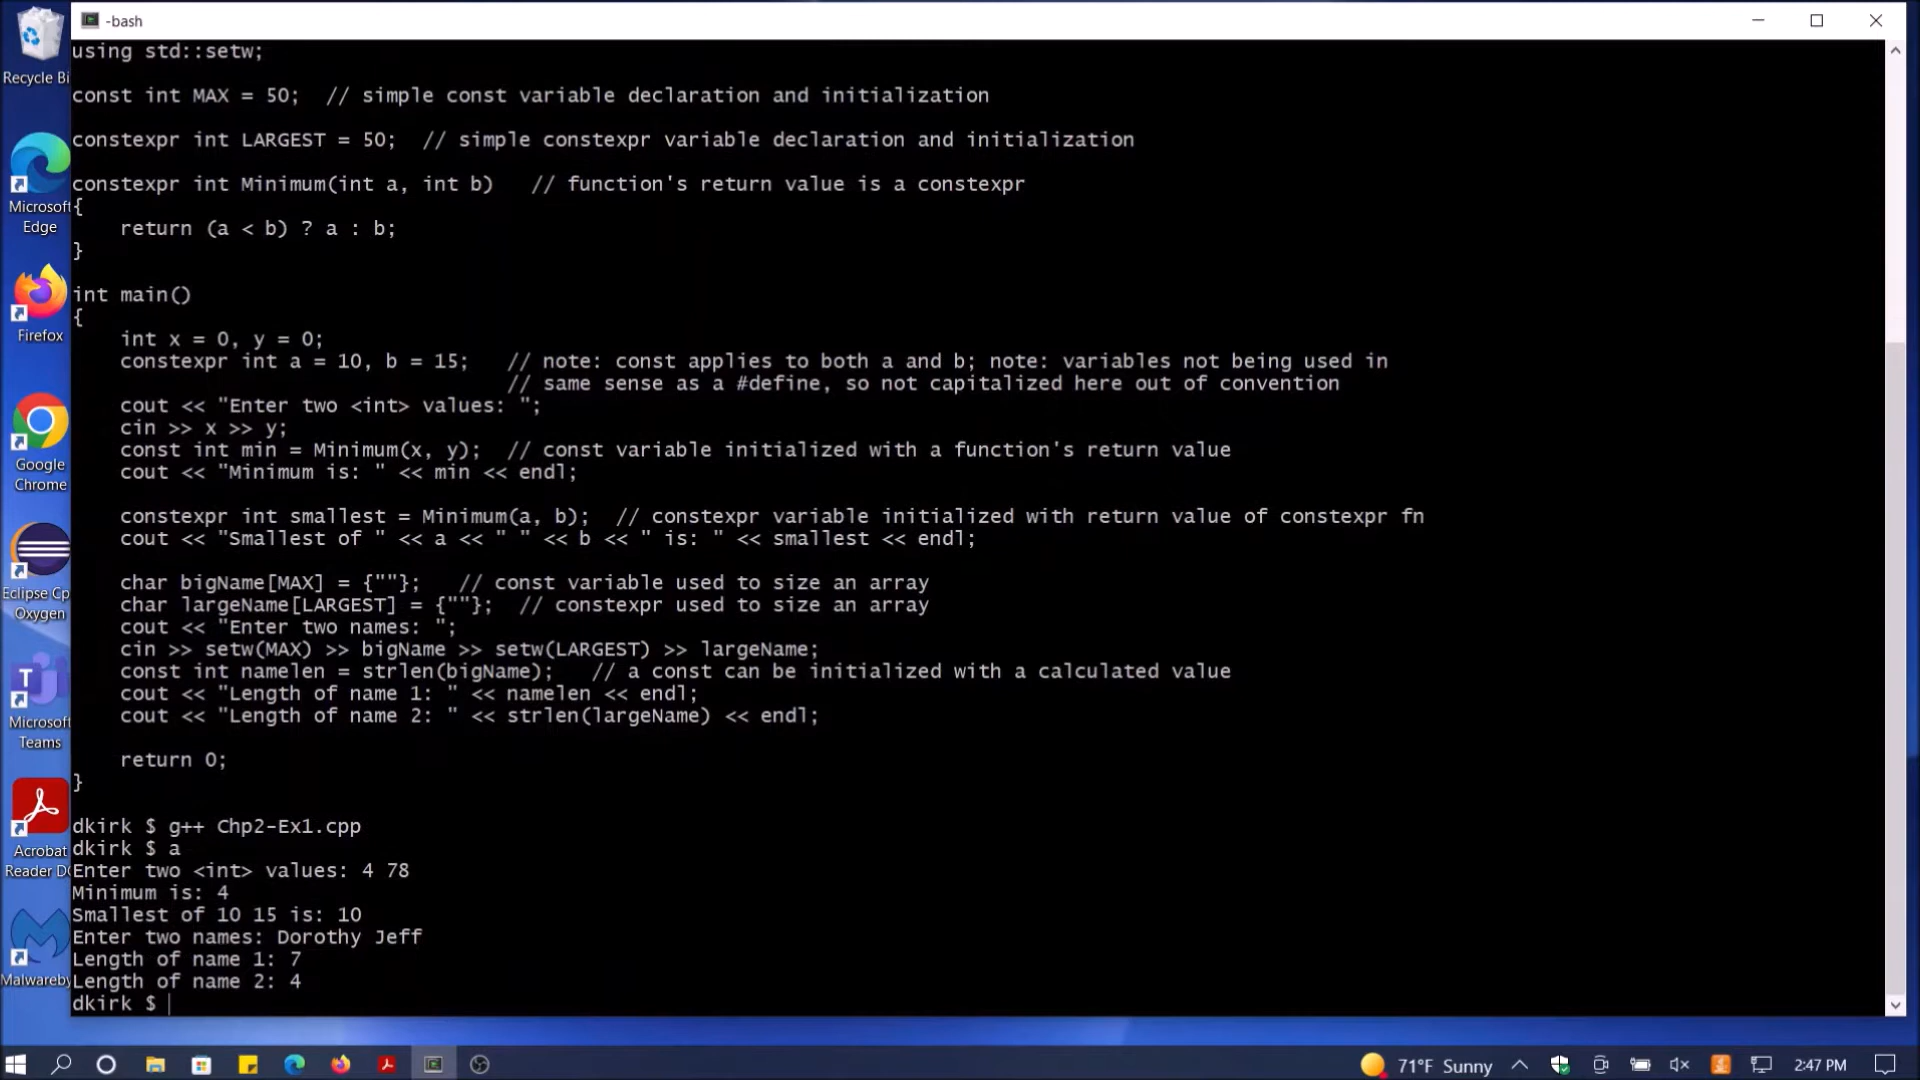 -bash
using std::setw;
const int MAX = 50;  // simple const variable declaration and initialization
constexpr int LARGEST = 50;  // simple constexpr variable declaration and initialization
constexpr int Minimum(int a, int b)   // function's return value is a constexpr
{
    return (a < b) ? a : b;
}
int main()
{
    int x = 0, y = 0;
    constexpr int a = 10, b = 15;   // note: const applies to both a and b; note: variables not being used in
                                    // same sense as a #define, so not capitalized here out of convention
    cout << "Enter two <int> values: ";
    cin >> x >> y;
    const int min = Minimum(x, y);  // const variable initialized with a function's return value
    cout << "Minimum is: " << min << endl;
    constexpr int smallest = Minimum(a, b);  // constexpr variable initialized with return value of constexpr fn
    cout << "Smallest of " << a << " " << b << " is: " << smallest << endl;
    char bigName[MAX] = {""};   // const variable used to size an array
    char largeName[LARGEST] = {""};  // constexpr used to size an array
    cout << "Enter two names: ";
    cin >> setw(MAX) >> bigName >> setw(LARGEST) >> largeName;
    const int namelen = strlen(bigName);   // a const can be initialized with a calculated value
    cout << "Length of name 1: " << namelen << endl;
    cout << "Length of name 2: " << strlen(largeName) << endl;
    return 0;
}
dkirk $ g++ Chp2-Ex1.cpp
dkirk $ a
Enter two <int> values: 4 78
Minimum is: 4
Smallest of 10 15 is: 10
Enter two names: Dorothy Jeff
Length of name 1: 7
Length of name 2: 4
dkirk $
Recycle Bi
Microsoft
Edge
Firefox
Google
Chrome
Eclipse Cp
Oxygen
Microsoft
Teams
Acrobat
Reader D
Malwareby
71°F Sunny
2:47 PM